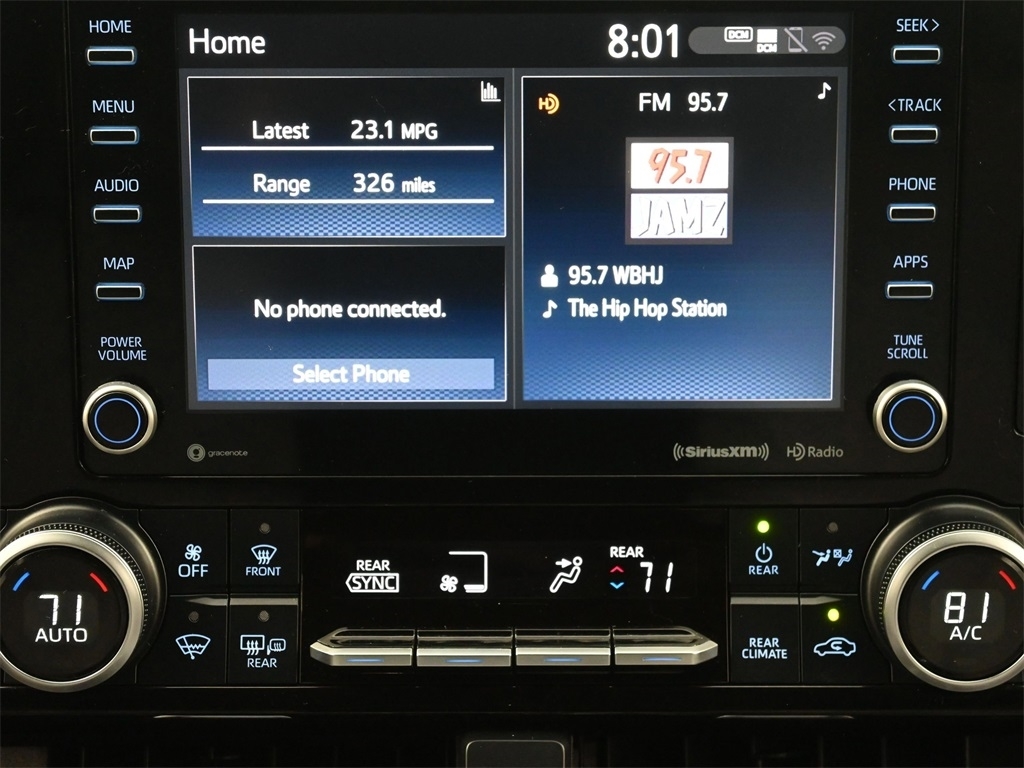 HOME
MENU
AUDIO
MAP
POWER
VOLUME
Home
8:01
DCM
DCM
Latest 23.1 MPG
Range 326 miles
No phone connected.
Select Phone
HD
FM 95.7
95.7
JAMZ
95.7 WBHJ
The Hip Hop Station
SEEK >
< TRACK
PHONE
APPS
TUNE
SCROLL
gracenote
((SiriusXM))
HD Radio
71
AUTO
OFF
FRONT
REAR
REAR
SYNC
REAR
71
REAR
REAR
CLIMATE
81
A/C